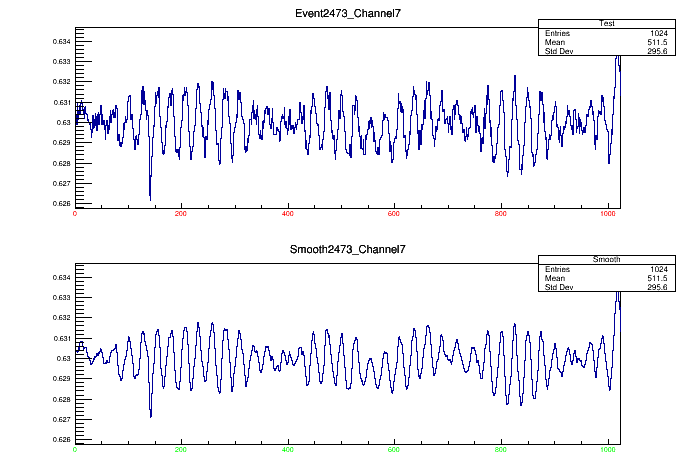 Event2473_Channel7
Test
Entries 1024
Mean 511.5
Std Dev 295.6
0.634
0.633
0.632
0.631
0.63
0.629
0.628
0.627
0.626
0 200 400 600 800 1000
Smooth2473_Channel7
Smooth
Entries 1024
Mean 511.5
Std Dev 295.6
0.634
0.633
0.632
0.631
0.63
0.629
0.628
0.627
0.626
0 200 400 600 800 1000